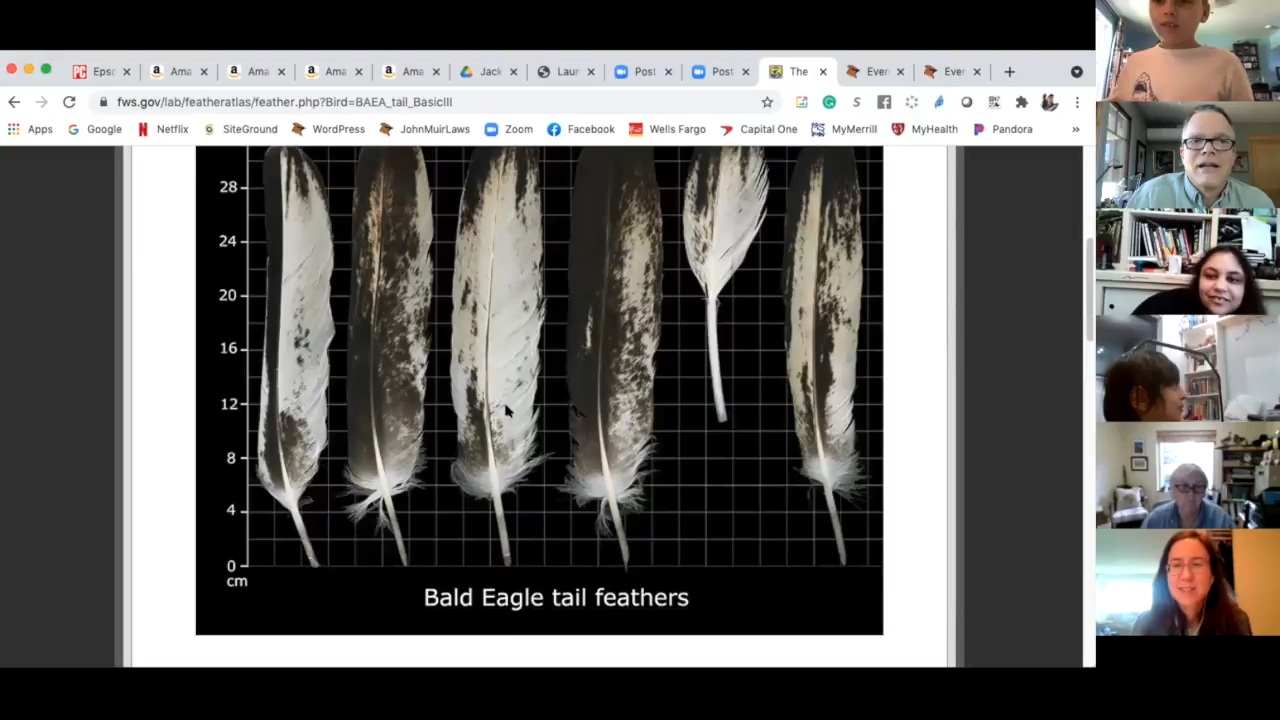 Epsc
Ama
Ama
Ama
Ama
Jack
Laur
Post
Post
The
Ever
Ever
fws.gov/lab/featheratlas/feather.php?Bird=BAEA_tail_BasicIII
Apps
Google
Netflix
SiteGround
WordPress
JohnMuirLaws
Zoom
Facebook
Wells Fargo
Capital One
MyMerrill
MyHealth
Pandora
»
28
24
20
16
12
8
4
0
cm
Bald Eagle tail feathers